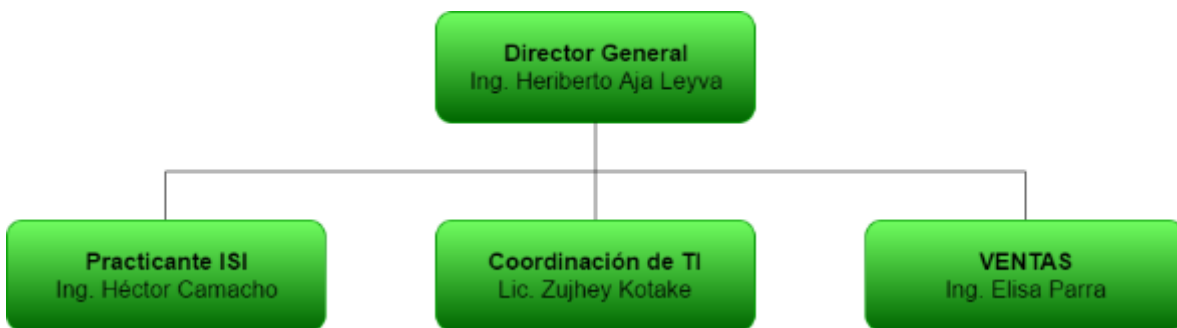 Director General
Ing. Heriberto Aja Leyva
Practicante ISI
Ing. Héctor Camacho
Coordinación de TI
Lic. Zujhey Kotake
VENTAS
Ing. Elisa Parra